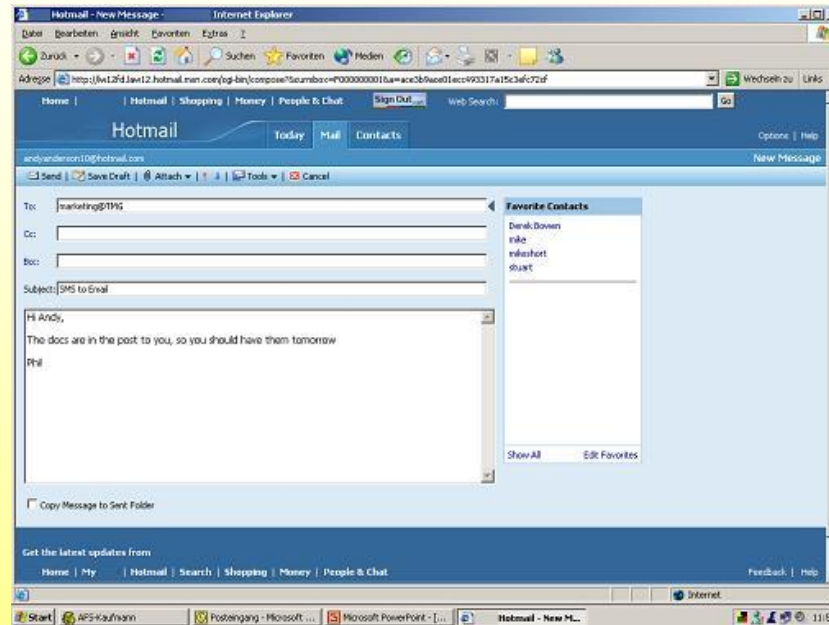 Hotmail - New Message - Internet Explorer
Datei Bearbeiten Ansicht Favoriten Extras ?
Zurück Suchen Favoriten Medien
Adresse Wechseln zu Links
Home | | Hotmail | Shopping | Money | People & Chat Sign Out Web Search: Go
Hotmail Today Mail Contacts Options | Help
andyanderson10@hotmail.com New Message
Send | Save Draft | Attach | Tools | Cancel
To: marketing@TMG
Cc:
Bcc:
Subject: SMS to Email
Hi Andy,
The docs are in the post to you, so you should have them tomorrow
Phil
Favorite Contacts
Derek Bowen
mike
mikeshort
stuart
Show All Edit Favorites
Copy Message to Sent Folder
Get the latest updates from
Home | My | Hotmail | Search | Shopping | Money | People & Chat Feedback | Help
Internet
Start APS-Kaufmann Posteingang - Microsoft ... Microsoft PowerPoint - [... Hotmail - New M...